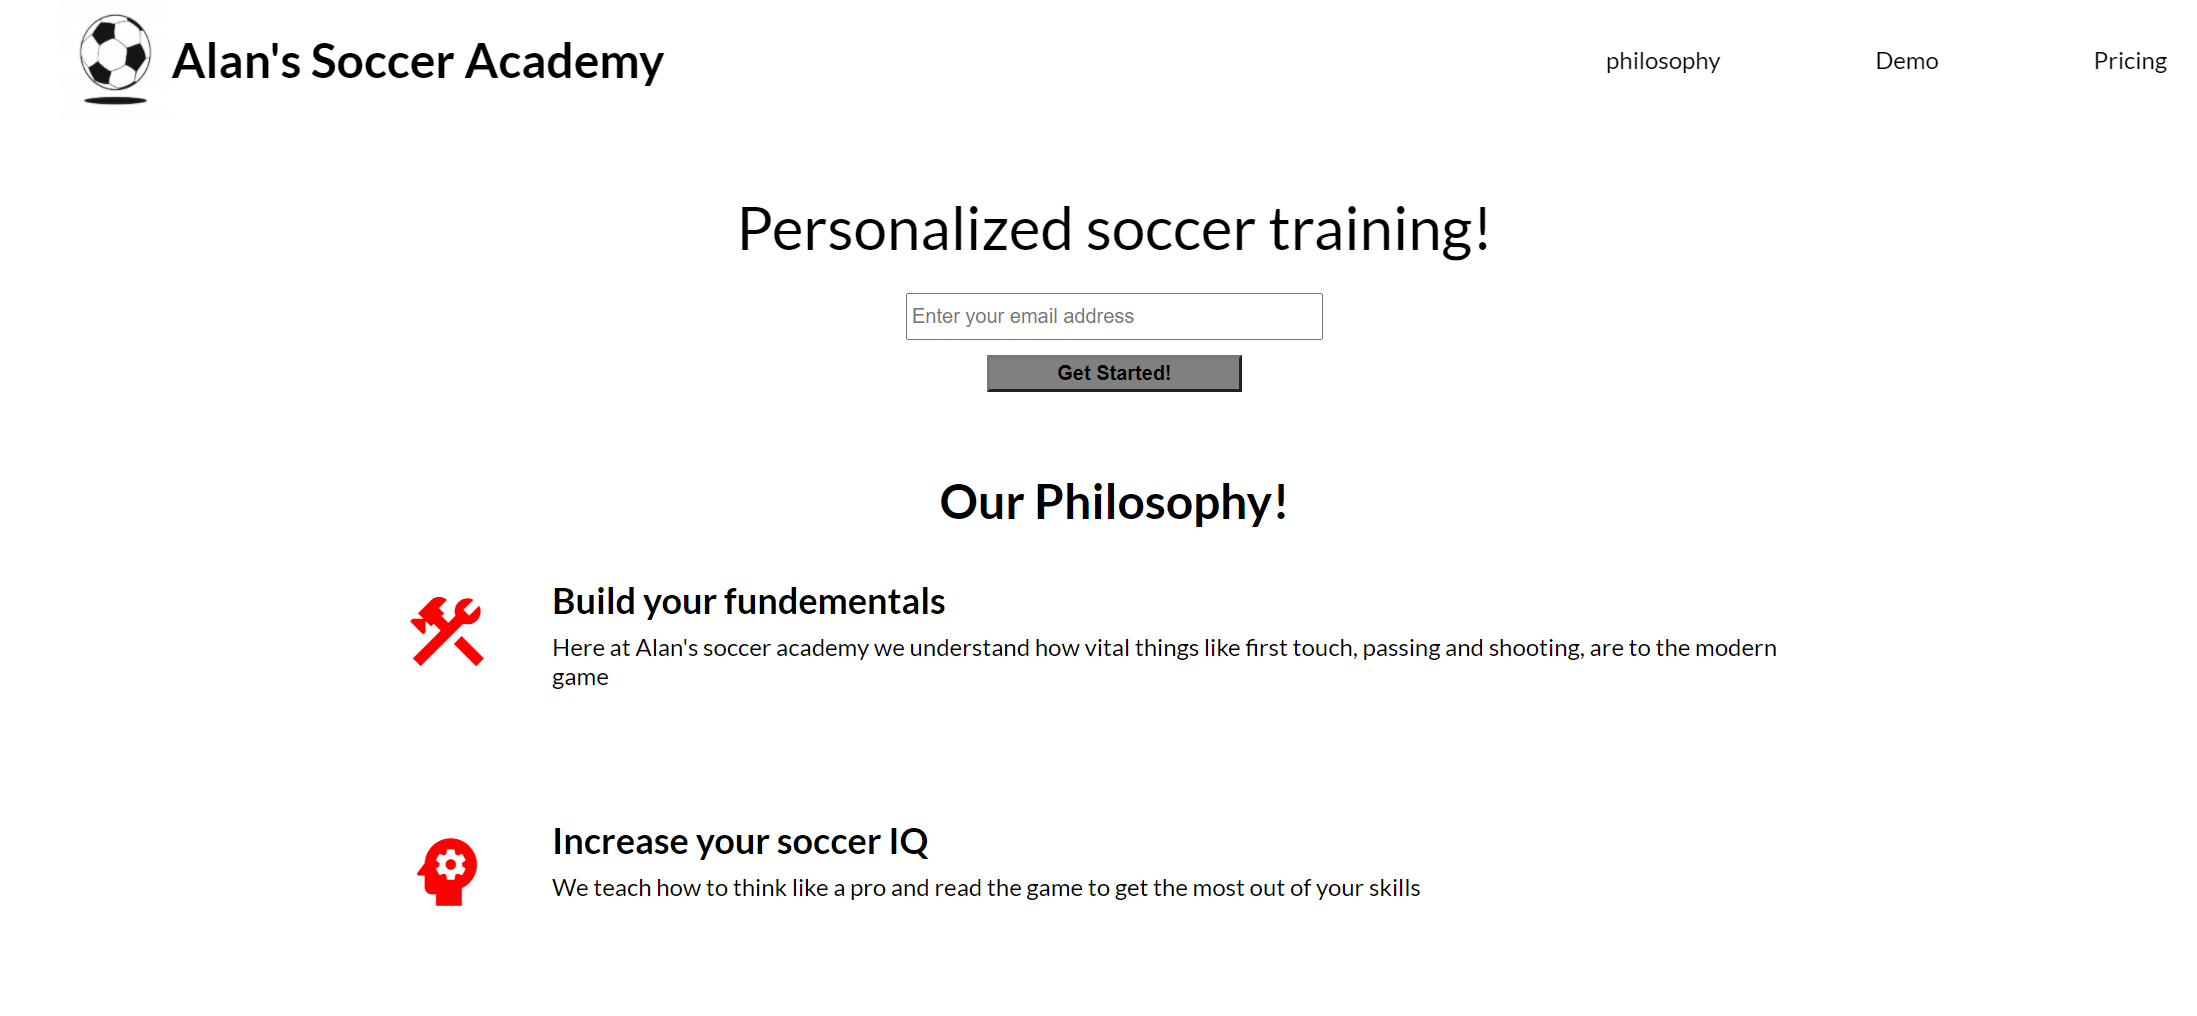 Alan's Soccer Academy
philosophy
Demo
Pricing
Personalized soccer training!
Enter your email address
Get Started!
Our Philosophy!
Build your fundementals
Here at Alan's soccer academy we understand how vital things like first touch, passing and shooting, are to the modern
game
Increase your soccer IQ
We teach how to think like a pro and read the game to get the most out of your skills